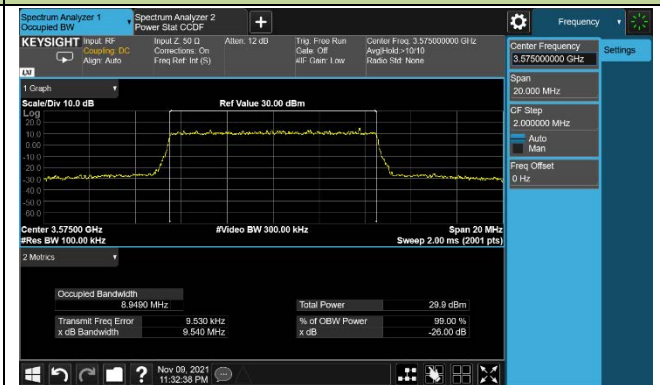 Spectrum Analyzer 1
Occupied BW
Spectrum Analyzer 2
Power Stat CCDF
+
Frequency
KEYSIGHT
Input: RF
Coupling: DC
Align: Auto
Input Z: 50 Ω
Corrections: On
Freq Ref: Int (S)
Atten: 12 dB
Trig: Free Run
Gate: Off
#IF Gain: Low
Center Freq: 3.575000000 GHz
Avg|Hold:>10/10
Radio Std: None
LXI
Center Frequency
3.575000000 GHz
Settings
Span
20.000 MHz
CF Step
2.000000 MHz
Auto
Man
Freq Offset
0 Hz
1 Graph
Scale/Div 10.0 dB
Ref Value 30.00 dBm
Log
20.0
10.0
0.00
-10.0
-20.0
-30.0
-40.0
-50.0
-60.0
Center 3.57500 GHz
#Video BW 300.00 kHz
Span 20 MHz
#Res BW 100.00 kHz
Sweep 2.00 ms (2001 pts)
2 Metrics
Occupied Bandwidth
8.9490 MHz
Total Power
29.9 dBm
Transmit Freq Error
9.530 kHz
% of OBW Power
99.00 %
x dB Bandwidth
9.540 MHz
x dB
-26.00 dB
?
Nov 09, 2021
11:32:38 PM